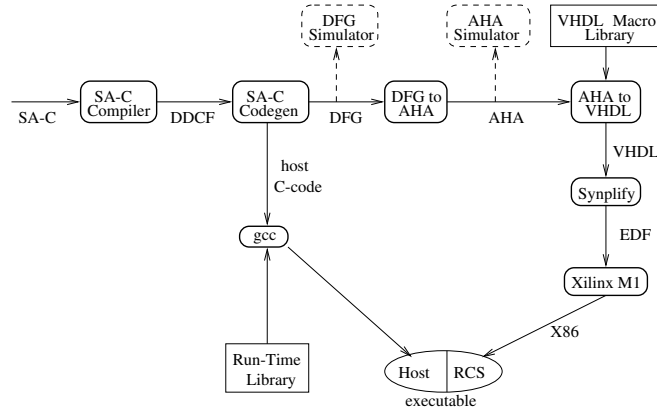 DFG
Simulator
AHA
Simulator
VHDL Macro
Library
SA-C
SA-C
Compiler
DDCF
SA-C
Codegen
DFG
DFG to
AHA
AHA
AHA to
VHDL
host
C-code
VHDL
Synplify
gcc
EDF
Xilinx M1
X86
Run-Time
Library
Host
RCS
executable